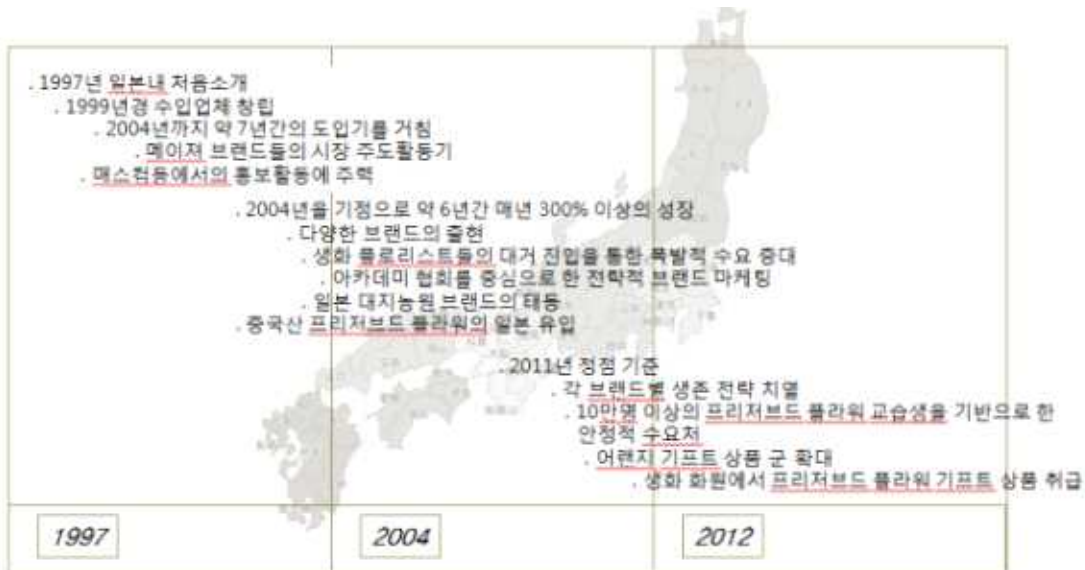 . 1997년 일본내 처음소개
. 1999년경 수입업체 창립
. 2004년까지 약 7년간의 도입기를 거침
. 메이져 브랜드들의 시장 주도활동기
. 매스컴등에서의 홍보활동에 주력
. 2004년을 기점으로 약 6년간 매년 300% 이상의 성장
. 다양한 브랜드의 출현
. 생화 플로리스트들의 대거 진입을 통한 폭발적 수요 증대
. 아카데미 협회를 중심으로 한 전략적 브랜드 마케팅
. 일본 대지농원 브랜드의 태동
. 중국산 프리저브드 플라워의 일본 유입
. 2011년 정점 기준
. 각 브랜드별 생존 전략 치열
. 10만명 이상의 프리저브드 플라워 교습생을 기반으로 한
안정적 수요처
. 어랜지 기프트 상품 군 확대
. 생화 화원에서 프리저브드 플라워 기프트 상품 취급
1997
2004
2012